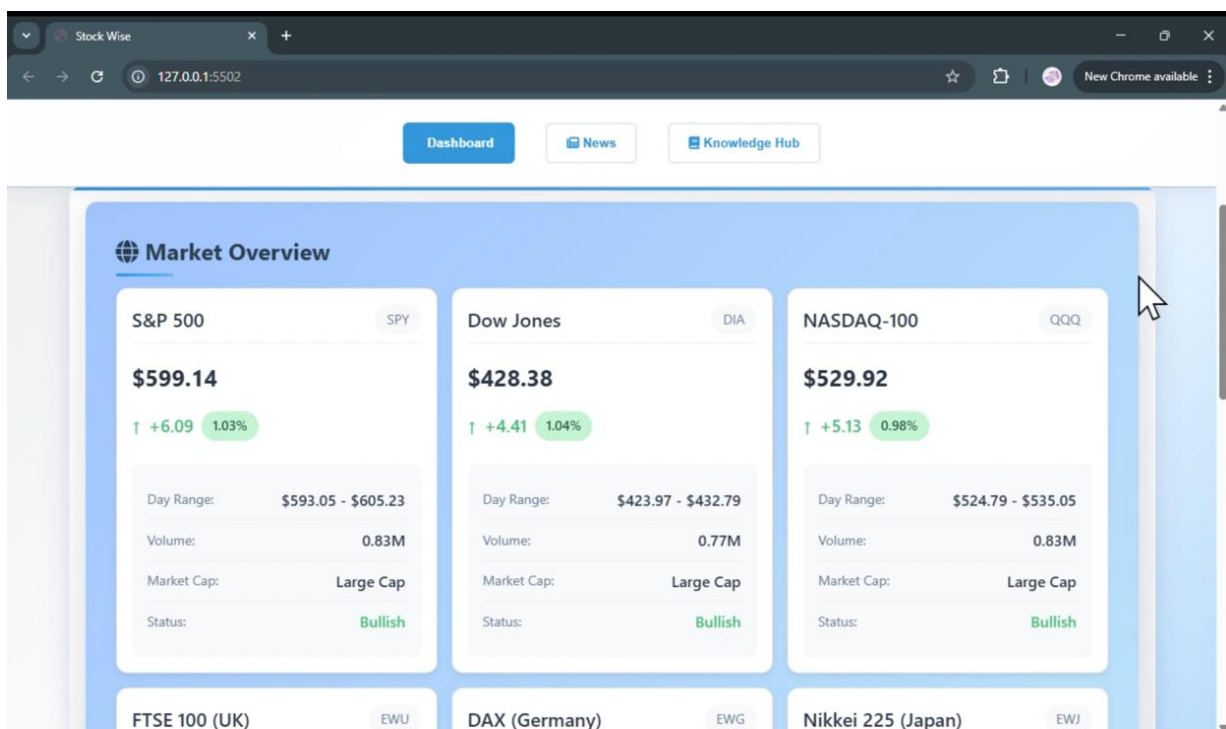 Stock Wise
127.0.0.1:5502
New Chrome available
Dashboard
News
Knowledge Hub
Market Overview
S&P 500 SPY
$599.14
↑ +6.09 1.03%
Day Range: $593.05 - $605.23
Volume: 0.83M
Market Cap: Large Cap
Status: Bullish
Dow Jones DIA
$428.38
↑ +4.41 1.04%
Day Range: $423.97 - $432.79
Volume: 0.77M
Market Cap: Large Cap
Status: Bullish
NASDAQ-100 QQQ
$529.92
↑ +5.13 0.98%
Day Range: $524.79 - $535.05
Volume: 0.83M
Market Cap: Large Cap
Status: Bullish
FTSE 100 (UK) EWU
DAX (Germany) EWG
Nikkei 225 (Japan) EWJ